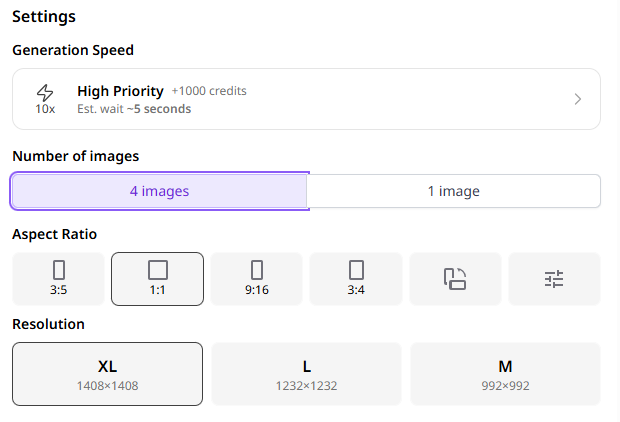 Settings
Generation Speed
High Priority +1000 credits
10x
Est. wait ~5 seconds
Number of images
4 images 1 image
Aspect Ratio
3:5 1:1 9:16 3:4
Resolution
XL L M
1408×1408 1232×1232 992×992